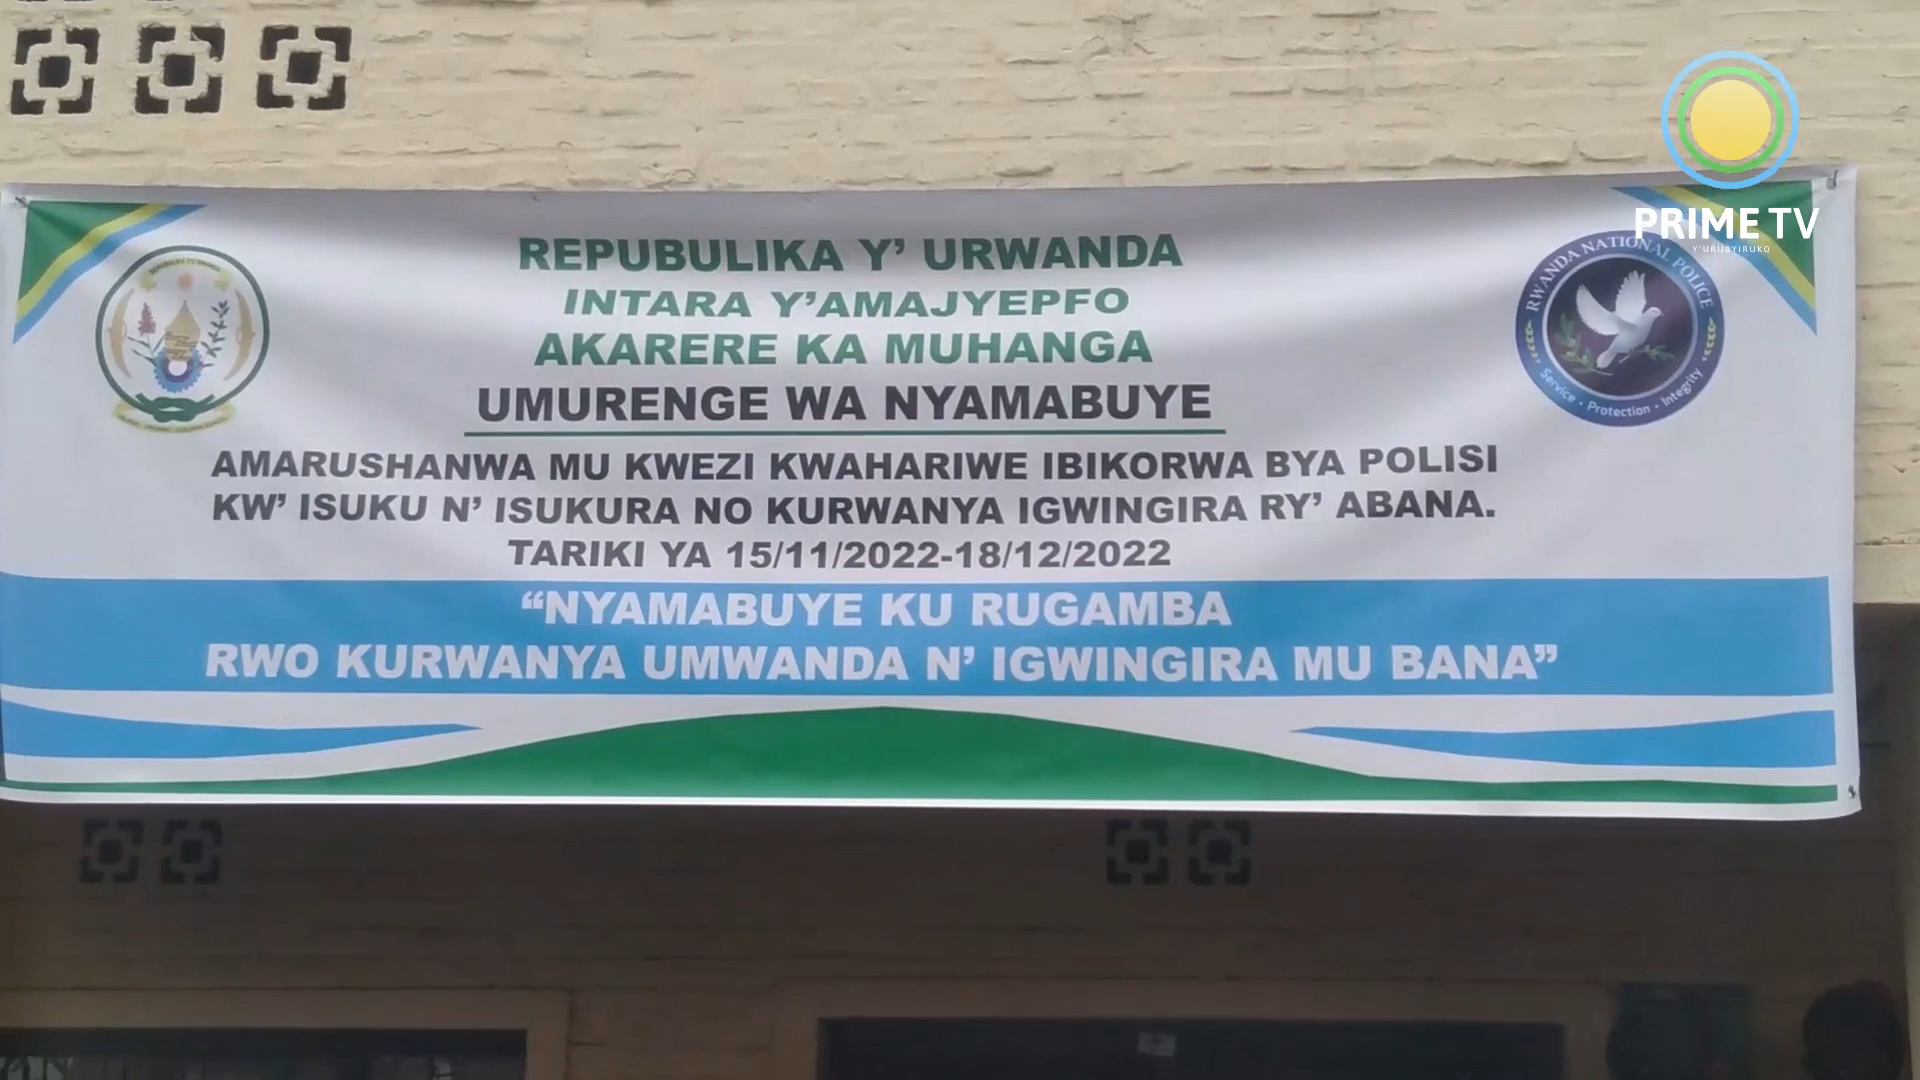 PRIME TV
Y'URUBYIRUKO
REPUBULIKA Y' URWANDA
INTARA Y'AMAJYEPFO
AKARERE KA MUHANGA
UMURENGE WA NYAMABUYE
AMARUSHANWA MU KWEZI KWAHARIWE IBIKORWA BYA POLISI
KW' ISUKU N' ISUKURA NO KURWANYA IGWINGIRA RY' ABANA.
TARIKI YA 15/11/2022-18/12/2022
“NYAMABUYE KU RUGAMBA
RWO KURWANYA UMWANDA N' IGWINGIRA MU BANA”
RWANDA NATIONAL POLICE
Service • Protection • Integrity